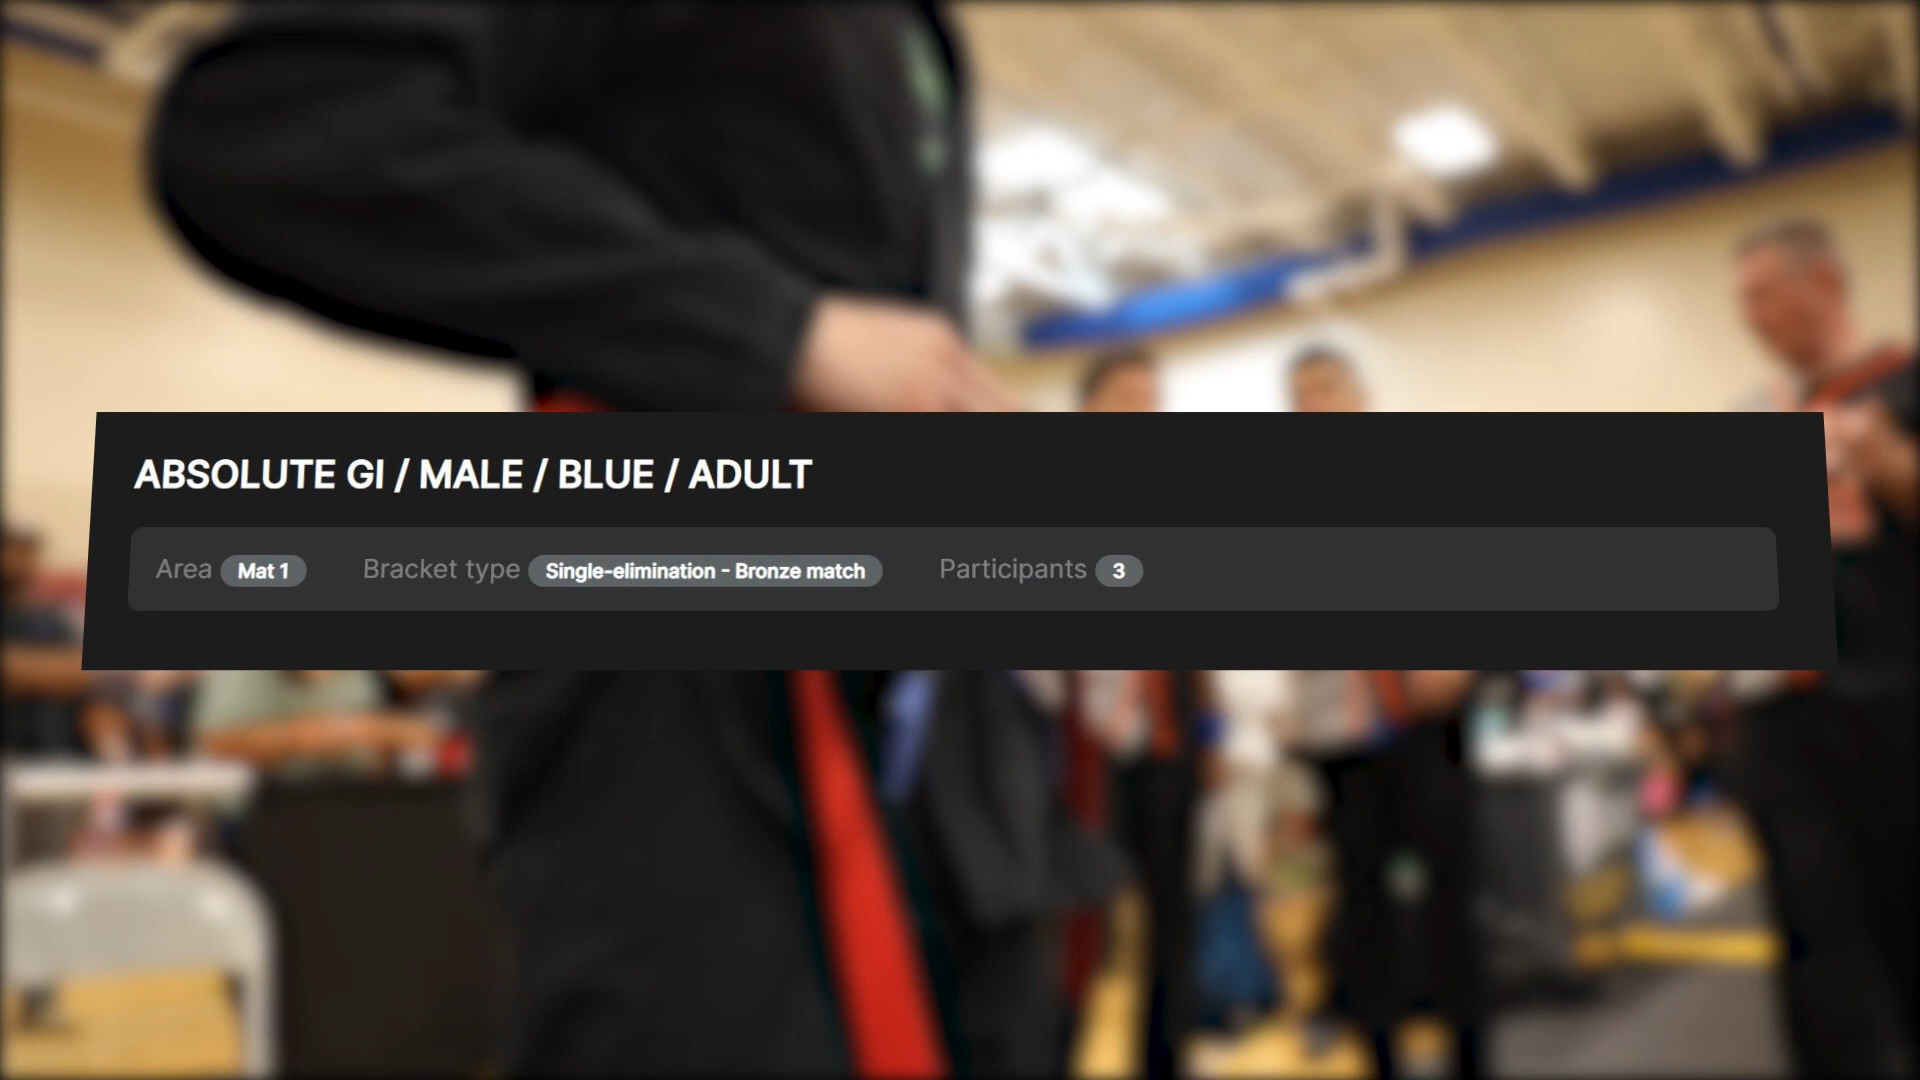 ABSOLUTE GI / MALE / BLUE / ADULT
Area Mat 1 Bracket type Single-elimination - Bronze match Participants 3